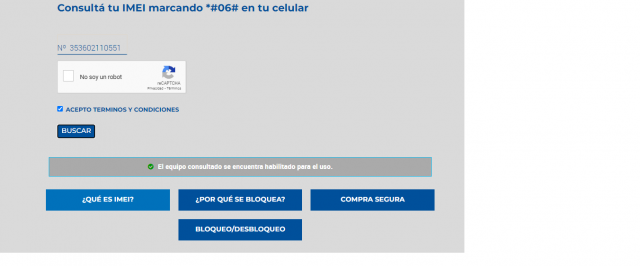 Consultá tu IMEI marcando *#06# en tu celular
Nº 353602110551
No soy un robot
reCAPTCHA
Privacidad - Términos
ACEPTO TERMINOS Y CONDICIONES
BUSCAR
El equipo consultado se encuentra habilitado para el uso.
¿QUÉ ES IMEI?
¿POR QUÉ SE BLOQUEA?
COMPRA SEGURA
BLOQUEO/DESBLOQUEO